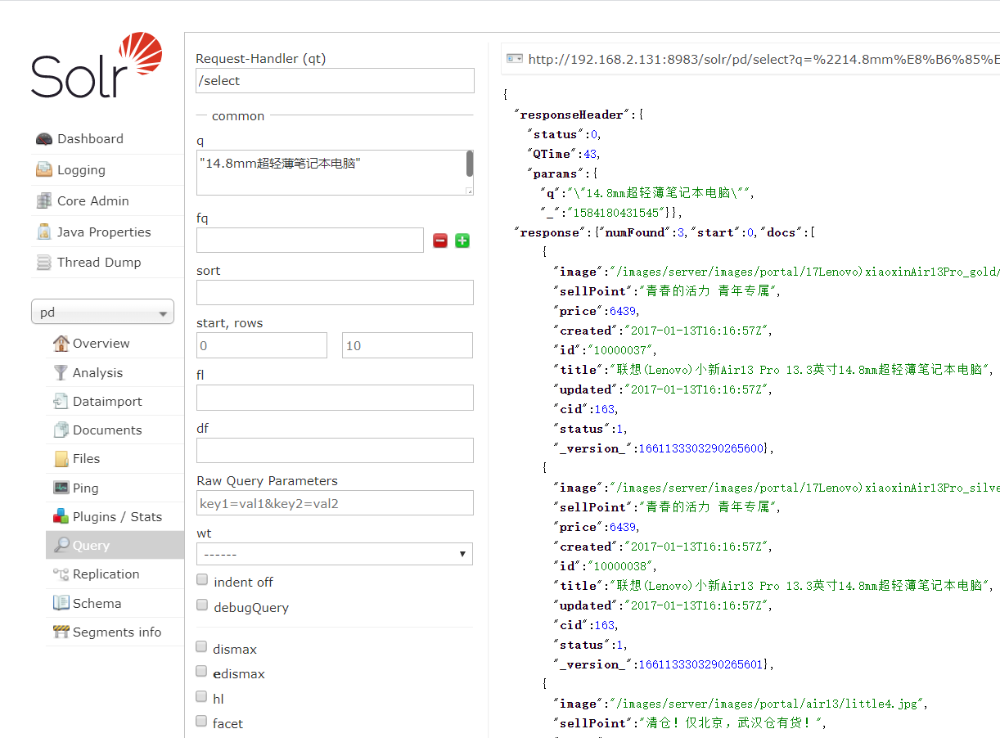 Solr
Dashboard
Logging
Core Admin
Java Properties
Thread Dump
pd
Overview
Analysis
Dataimport
Documents
Files
Ping
Plugins / Stats
Query
Replication
Schema
Segments info
Request-Handler (qt)
/select
common
q
"14.8mm超轻薄笔记本电脑"
fq
sort
start, rows
0 10
fl
df
Raw Query Parameters
key1=val1&key2=val2
wt
------
indent off
debugQuery
dismax
edismax
hl
facet
http://192.168.2.131:8983/solr/pd/select?q=%2214.8mm%E8%B6%85%E
{
"responseHeader":{
"status":0,
"QTime":43,
"params":{
"q":"\"14.8mm超轻薄笔记本电脑\"",
"_":"1584180431545"}},
"response":{"numFound":3,"start":0,"docs":[
{
"image":"/images/server/images/portal/17Lenovo)xiaoxinAir13Pro_gold/
"sellPoint":"青春的活力 青年专属",
"price":6439,
"created":"2017-01-13T16:16:57Z",
"id":"10000037",
"title":"联想(Lenovo)小新Air13 Pro 13.3英寸14.8mm超轻薄笔记本电脑",
"updated":"2017-01-13T16:16:57Z",
"cid":163,
"status":1,
"_version_":1661133303290265600},
{
"image":"/images/server/images/portal/17Lenovo)xiaoxinAir13Pro_silve
"sellPoint":"青春的活力 青年专属",
"price":6439,
"created":"2017-01-13T16:16:57Z",
"id":"10000038",
"title":"联想(Lenovo)小新Air13 Pro 13.3英寸14.8mm超轻薄笔记本电脑",
"updated":"2017-01-13T16:16:57Z",
"cid":163,
"status":1,
"_version_":1661133303290265601},
{
"image":"/images/server/images/portal/air13/little4.jpg",
"sellPoint":"清仓！仅北京，武汉仓有货！",